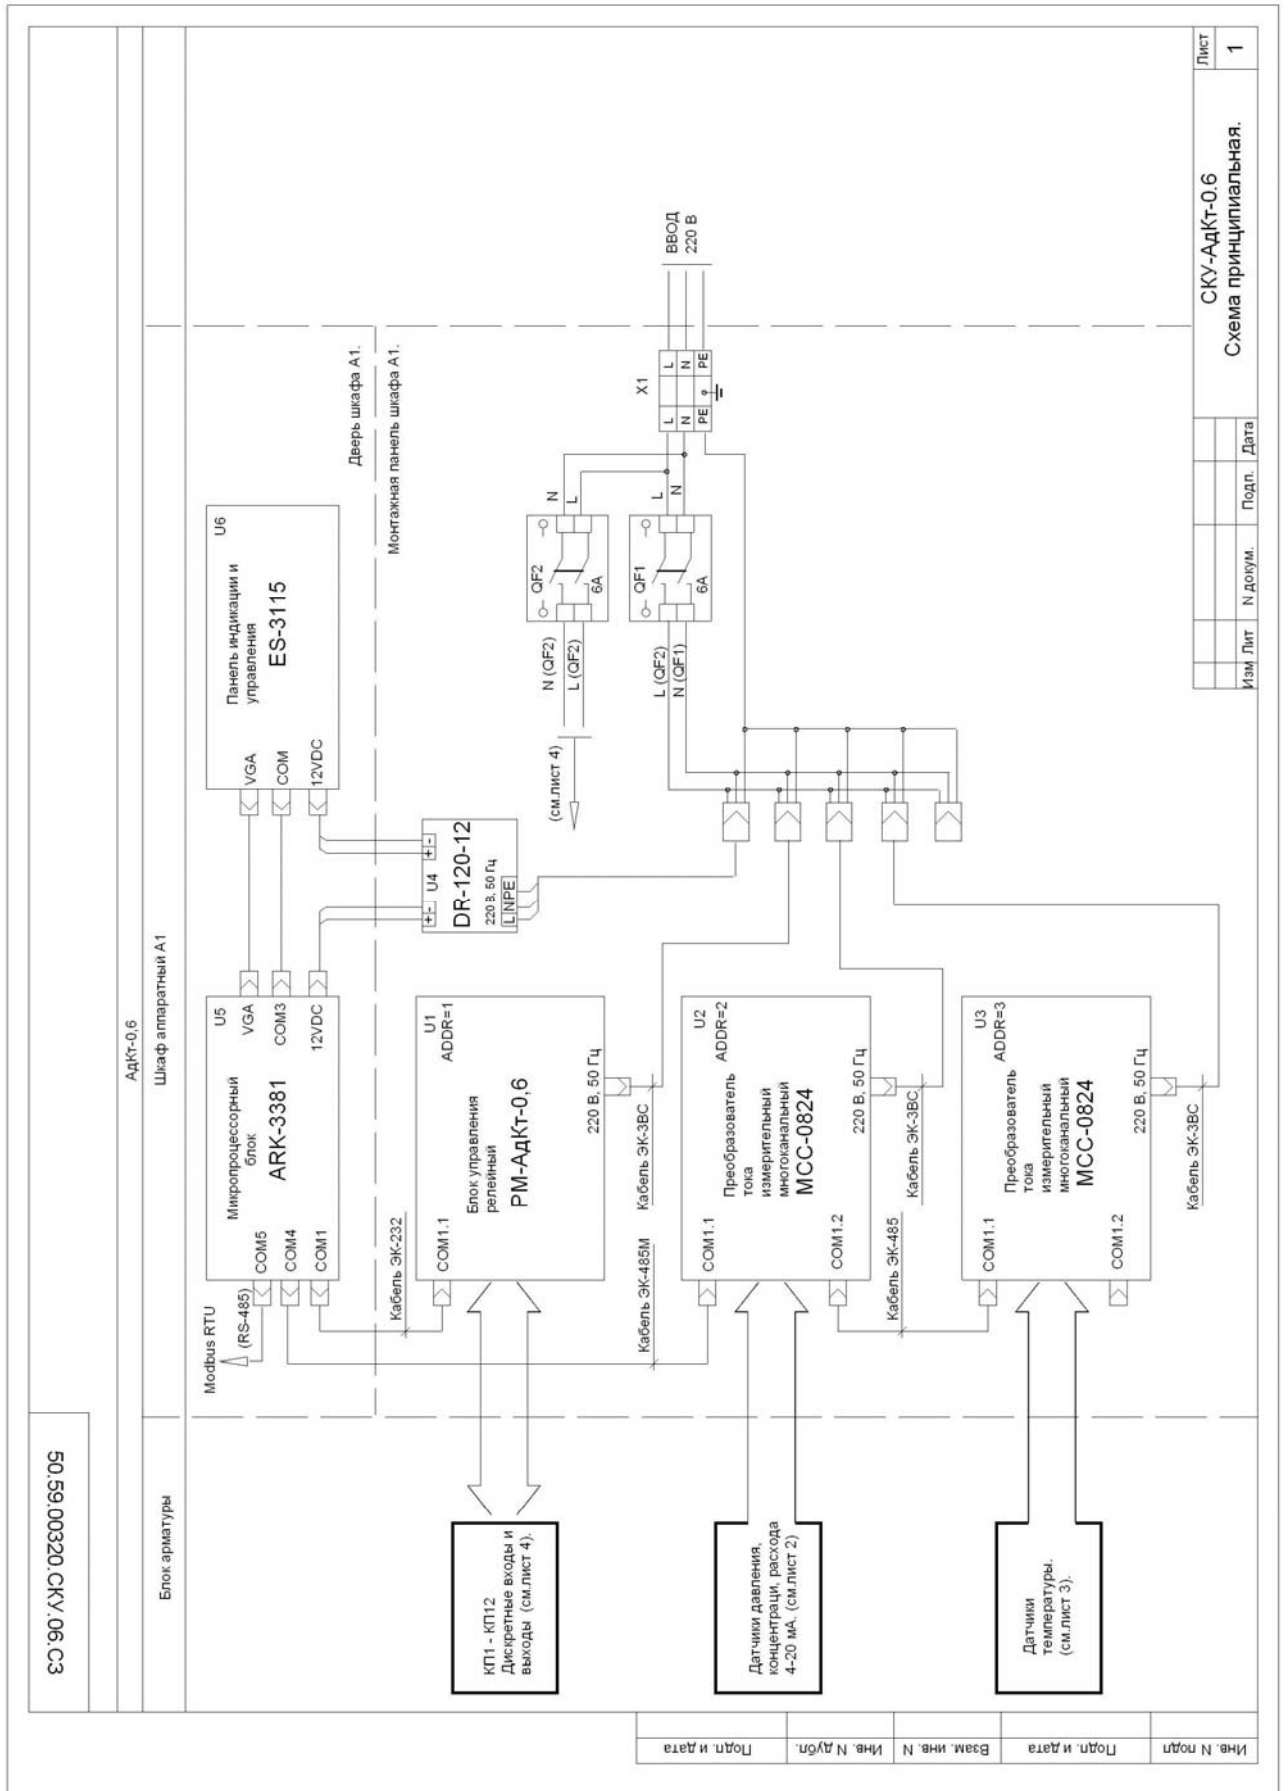 50.59.00320.СКУ.06.С3
АдКт-0,6
Блок арматуры
Шкаф аппаратный А1
Modbus RTU
(RS-485)
COM5
COM4
COM1
Микропроцессорный
блок
ARK-3381
U5
VGA
COM3
12VDC
VGA
COM
12VDC
Панель индикации и
управления
ES-3115
U6
Дверь шкафа А1.
Монтажная панель шкафа А1.
КП1 - КП12
Дискретные входы и
выходы (см.лист 4).
Кабель ЭК-232
COM1.1
Блок управления
релейный
РМ-АдКт-0,6
U1
ADDR=1
220 В, 50 Гц
Кабель ЭК-3ВС
+ -
U4
+ -
DR-120-12
220 В, 50 Гц
L N PE
(см.лист 4)
N (QF2)
L (QF2)
QF2
6А
N
L
L (QF2)
N (QF1)
QF1
6А
L
N
X1
L
N
PE
L
N
PE
ВВОД
220 В
Датчики давления,
концентраци, расхода
4-20 мА. (см.лист 2)
Кабель ЭК-485М
COM1.1
COM1.2
Преобразователь
тока
измерительный
многоканальный
МСС-0824
U2
ADDR=2
220 В, 50 Гц
Кабель ЭК-3ВС
Кабель ЭК-485
Датчики
температуры.
(см.лист 3).
COM1.1
COM1.2
Преобразователь
тока
измерительный
многоканальный
МСС-0824
U3
ADDR=3
220 В, 50 Гц
Кабель ЭК-3ВС
Изм
Лит
N докум.
Подп.
Дата
СКУ-АдКт-0.6
Схема принципиальная.
Лист
1
Подп. и дата
Инв. N дубл.
Взам. инв. N
Подп. и дата
Инв. N подп